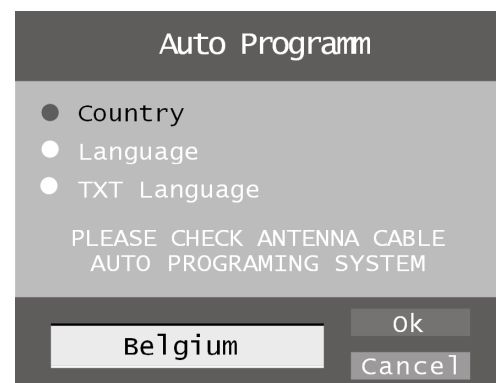 Auto Programm
Country
Language
TXT Language
PLEASE CHECK ANTENNA CABLE
AUTO PROGRAMING SYSTEM
Ok
Belgium
Cancel